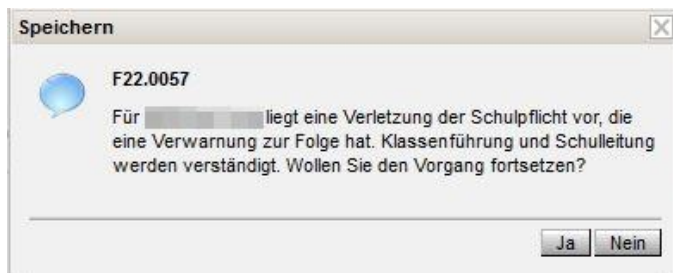 Speichern
F22.0057
Für liegt eine Verletzung der Schulpflicht vor, die
eine Verwarnung zur Folge hat. Klassenführung und Schulleitung
werden verständigt. Wollen Sie den Vorgang fortsetzen?
Ja Nein